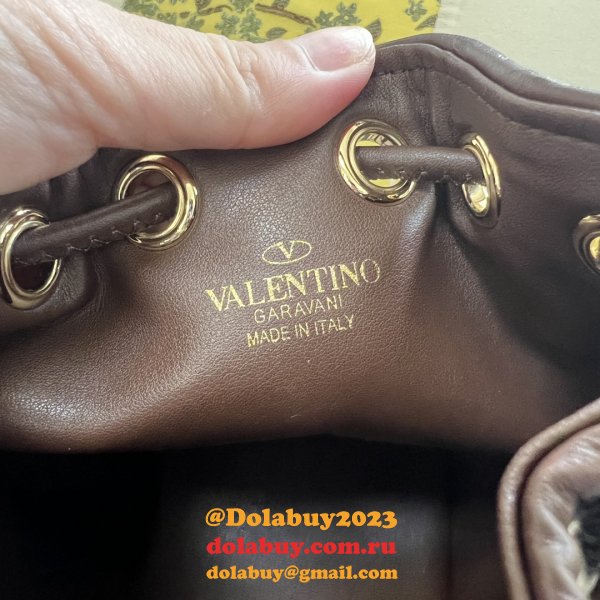 V
VALENTINO
GARAVANI
MADE IN ITALY
@Dolabuy2023
dolabuy.com.ru
dolabuy@gmail.com